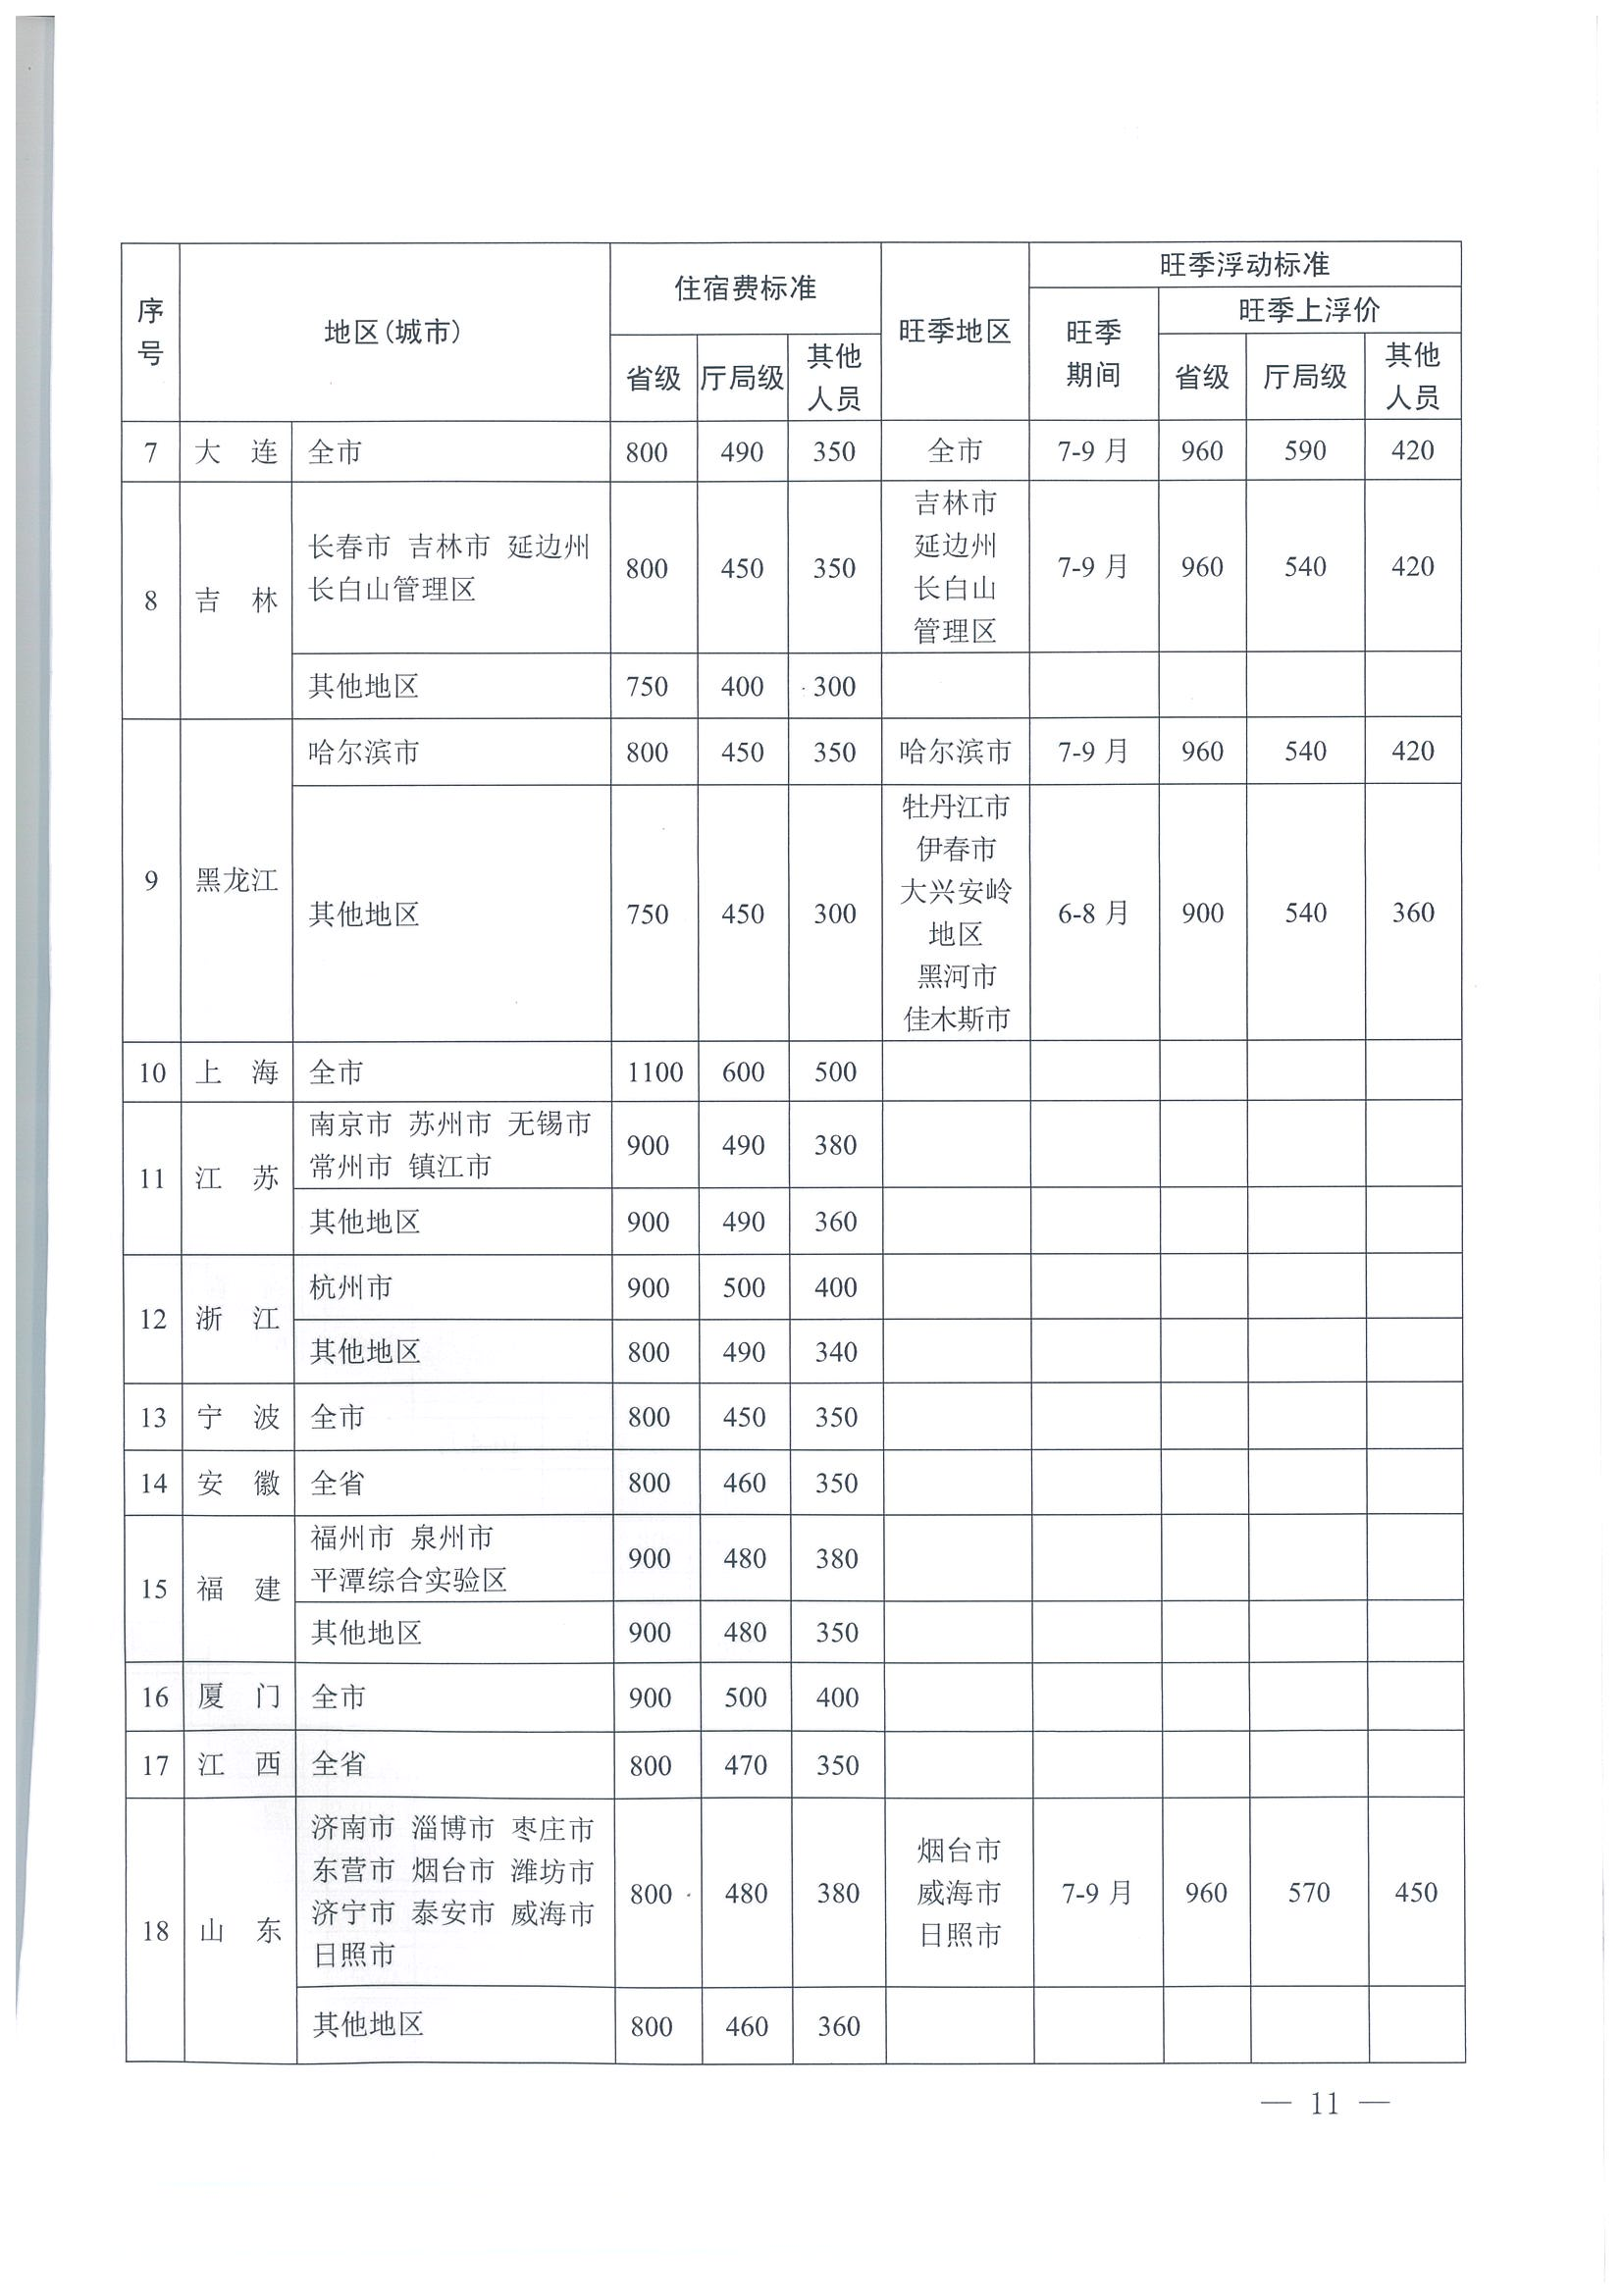 序号 地区(城市) 住宿费标准 旺季地区 旺季浮动标准
旺季期间 旺季上浮价
省级 厅局级 其他人员 省级 厅局级 其他人员
7 大 连 全市 800 490 350 全市 7-9 月 960 590 420
8 吉 林
长春市 吉林市 延边州
长白山管理区
800 450 350
吉林市
延边州
长白山
管理区
7-9 月 960 540 420
其他地区 750 400 300
9 黑龙江
哈尔滨市 800 450 350 哈尔滨市 7-9 月 960 540 420
其他地区 750 450 300
牡丹江市
伊春市
大兴安岭
地区
黑河市
佳木斯市
6-8 月 900 540 360
10 上 海 全市 1100 600 500
11 江 苏
南京市 苏州市 无锡市
常州市 镇江市
900 490 380
其他地区 900 490 360
12 浙 江
杭州市 900 500 400
其他地区 800 490 340
13 宁 波 全市 800 450 350
14 安 徽 全省 800 460 350
15 福 建
福州市 泉州市
平潭综合实验区
900 480 380
其他地区 900 480 350
16 厦 门 全市 900 500 400
17 江 西 全省 800 470 350
18 山 东
济南市 淄博市 枣庄市
东营市 烟台市 潍坊市
济宁市 泰安市 威海市
日照市
800 480 380
烟台市
威海市
日照市
7-9 月 960 570 450
其他地区 800 460 360
— 11 —